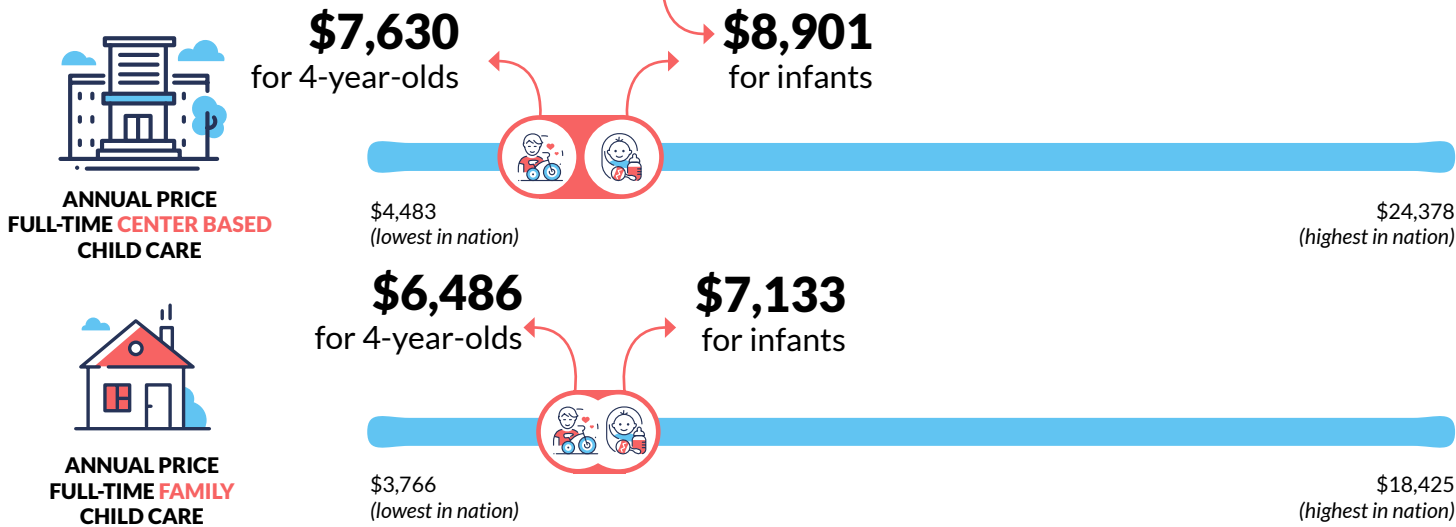 $7,630
for 4-year-olds
$8,901
for infants
ANNUAL PRICE
FULL-TIME CENTER BASED
CHILD CARE
$4,483
(lowest in nation)
$24,378
(highest in nation)
$6,486
for 4-year-olds
$7,133
for infants
ANNUAL PRICE
FULL-TIME FAMILY
CHILD CARE
$3,766
(lowest in nation)
$18,425
(highest in nation)